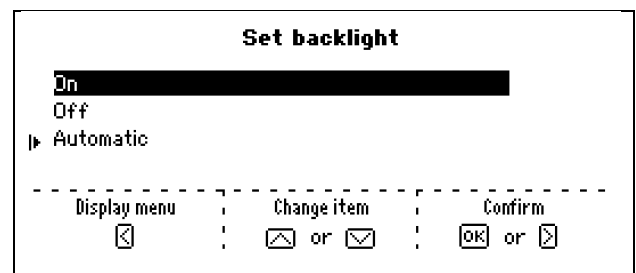 Set backlight
On
Off
Automatic
Display menu Change item Confirm
< or OK or >